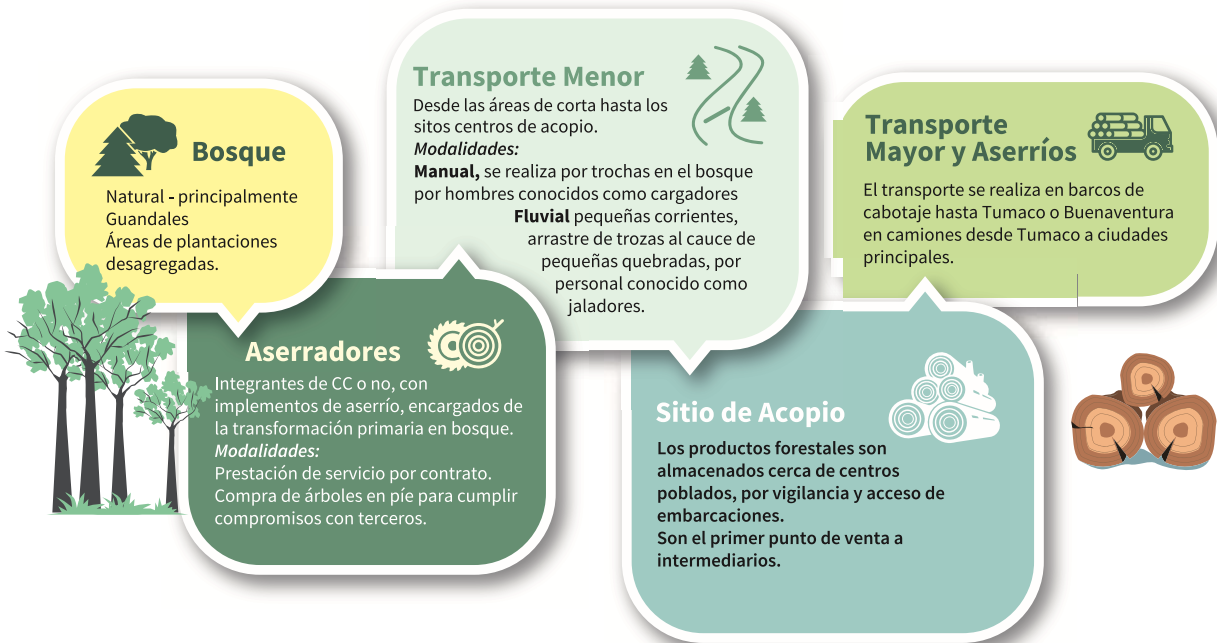 Bosque
Natural - principalmente
Guandales
Áreas de plantaciones
desagregadas.
Aserradores
Integrantes de CC o no, con
implementos de aserrío, encargados de
la transformación primaria en bosque.
Modalidades:
Prestación de servicio por contrato.
Compra de árboles en píe para cumplir
compromisos con terceros.
Transporte Menor
Desde las áreas de corta hasta los
sitos centros de acopio.
Modalidades:
Manual, se realiza por trochas en el bosque
por hombres conocidos como cargadores
Fluvial pequeñas corrientes,
arrastre de trozas al cauce de
pequeñas quebradas, por
personal conocido como
jaladores.
Sitio de Acopio
Los productos forestales son
almacenados cerca de centros
poblados, por vigilancia y acceso de
embarcaciones.
Son el primer punto de venta a
intermediarios.
Transporte
Mayor y Aserríos
El transporte se realiza en barcos de
cabotaje hasta Tumaco o Buenaventura
en camiones desde Tumaco a ciudades
principales.